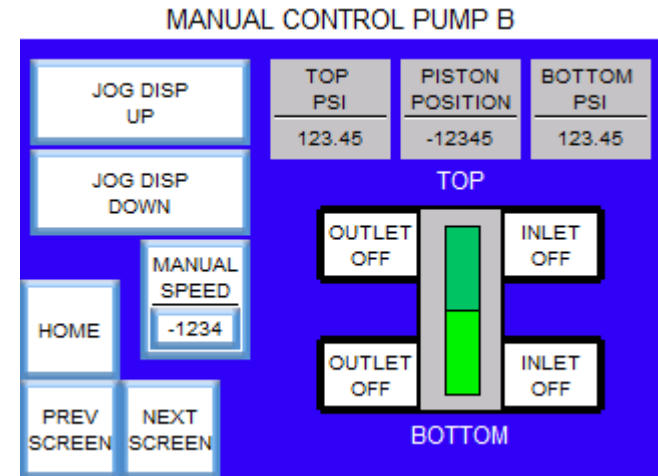 MANUAL CONTROL PUMP B
JOG DISP
UP
JOG DISP
DOWN
MANUAL
SPEED
-1234
HOME
PREV
SCREEN
NEXT
SCREEN
TOP
PSI
123.45
PISTON
POSITION
-12345
BOTTOM
PSI
123.45
TOP
OUTLET
OFF
INLET
OFF
OUTLET
OFF
INLET
OFF
BOTTOM